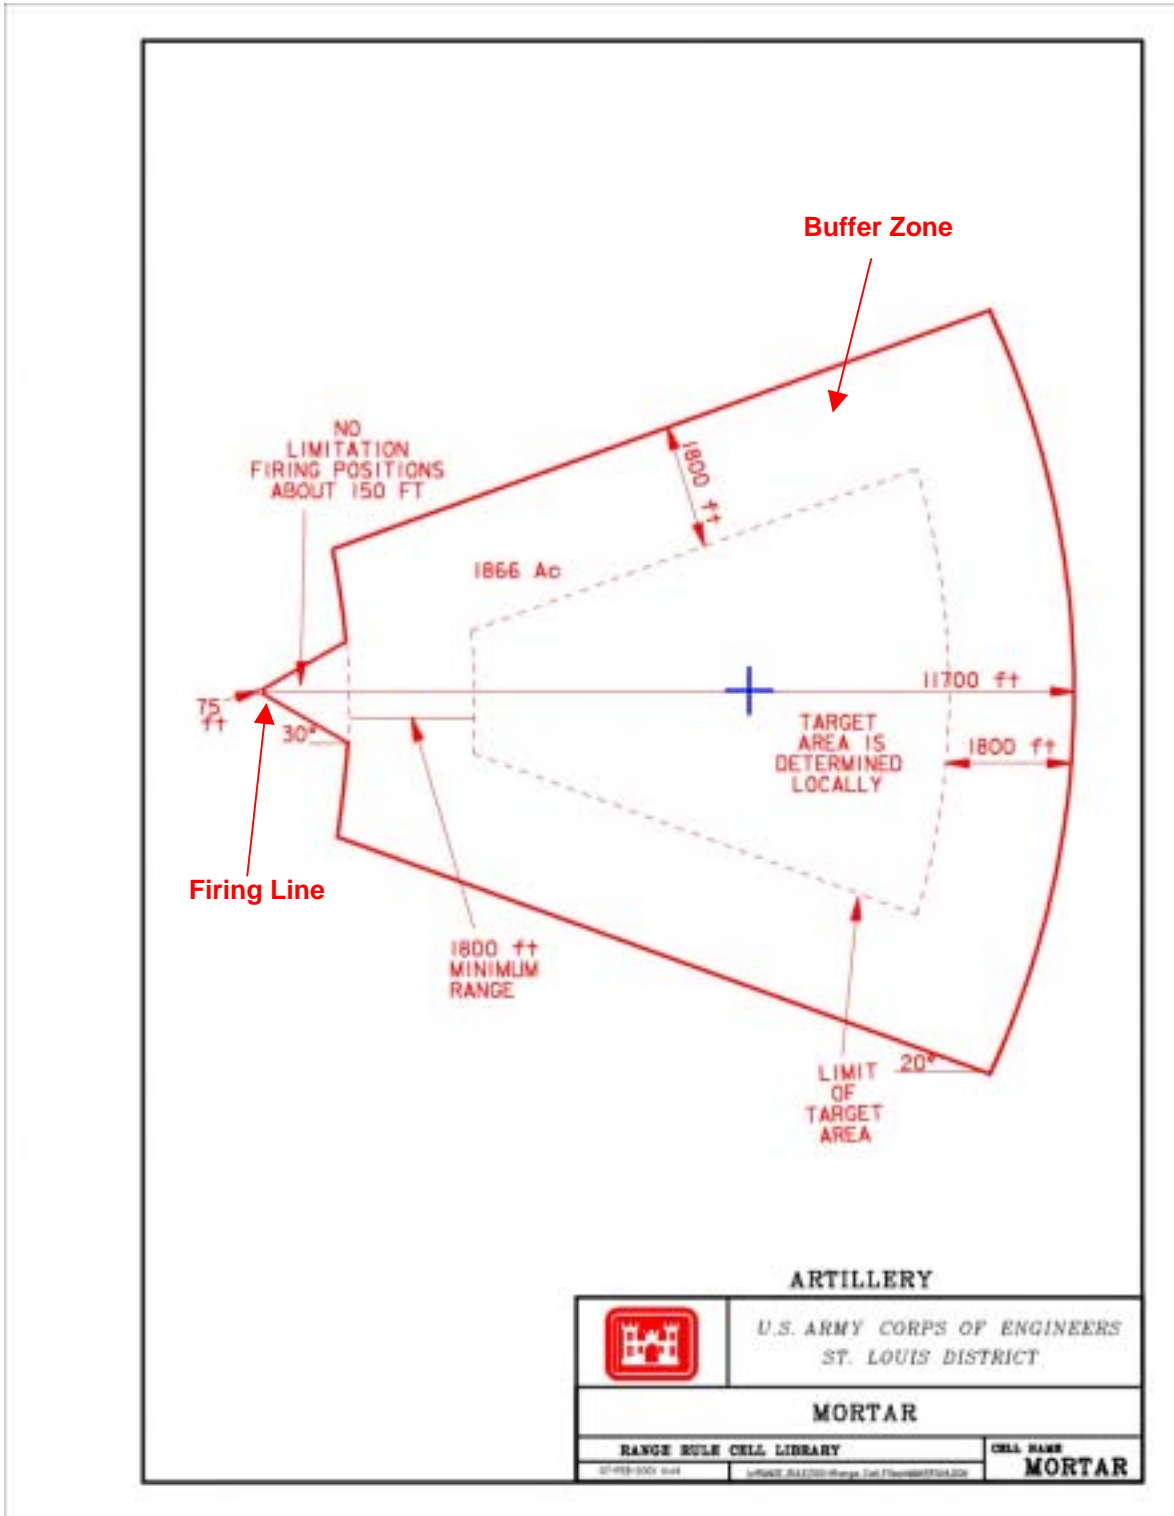 Buffer Zone
NO
LIMITATION
FIRING POSITIONS
ABOUT 150 FT
1800 ft
1866 Ac
11700 ft
75
ft
30°
TARGET
AREA IS
DETERMINED
LOCALLY
1800 ft
Firing Line
1800 ft
MINIMUM
RANGE
20°
LIMIT
OF
TARGET
AREA
ARTILLERY
U.S. ARMY CORPS OF ENGINEERS
ST. LOUIS DISTRICT
MORTAR
RANGE RULE CELL LIBRARY
CELL NAME
MORTAR